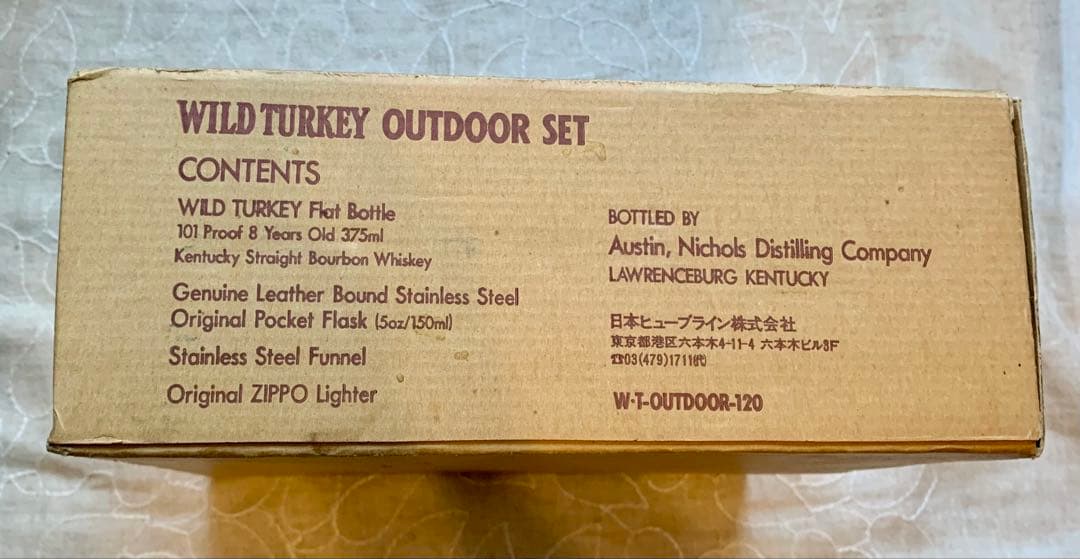 WILD TURKEY OUTDOOR SET
CONTENTS
WILD TURKEY Flat Bottle
101 Proof 8 Years Old 375ml
Kentucky Straight Bourbon Whiskey
Genuine Leather Bound Stainless Steel
Original Pocket Flask (5oz/150ml)
Stainless Steel Funnel
Original ZIPPO Lighter
BOTTLED BY
Austin, Nichols Distilling Company
LAWRENCEBURG KENTUCKY
日本ヒューブライン株式会社
東京都港区六本木4-11-4 六本木ビル3F
☎03(479)1711㈹
W·T-OUTDOOR-120